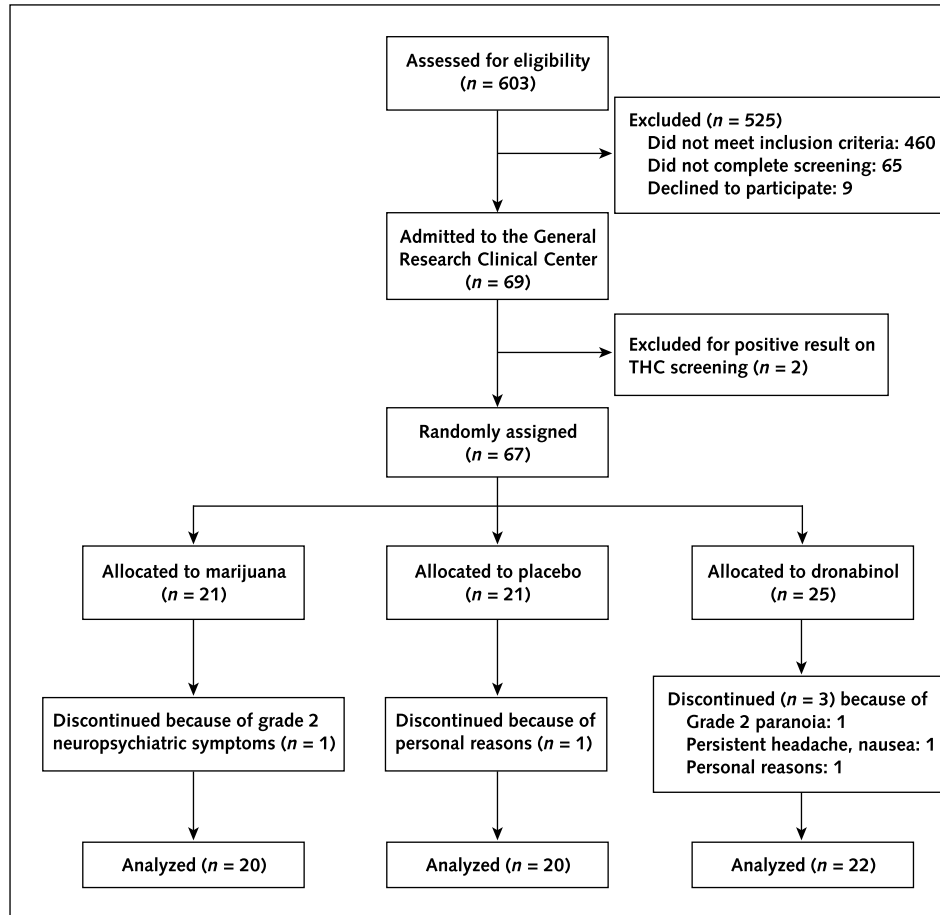 Assessed for eligibility
(n = 603)
Excluded (n = 525)
Did not meet inclusion criteria: 460
Did not complete screening: 65
Declined to participate: 9
Admitted to the General
Research Clinical Center
(n = 69)
Excluded for positive result on
THC screening (n = 2)
Randomly assigned
(n = 67)
Allocated to marijuana
(n = 21)
Allocated to placebo
(n = 21)
Allocated to dronabinol
(n = 25)
Discontinued because of grade 2
neuropsychiatric symptoms (n = 1)
Discontinued because of
personal reasons (n = 1)
Discontinued (n = 3) because of
Grade 2 paranoia: 1
Persistent headache, nausea: 1
Personal reasons: 1
Analyzed (n = 20)
Analyzed (n = 20)
Analyzed (n = 22)